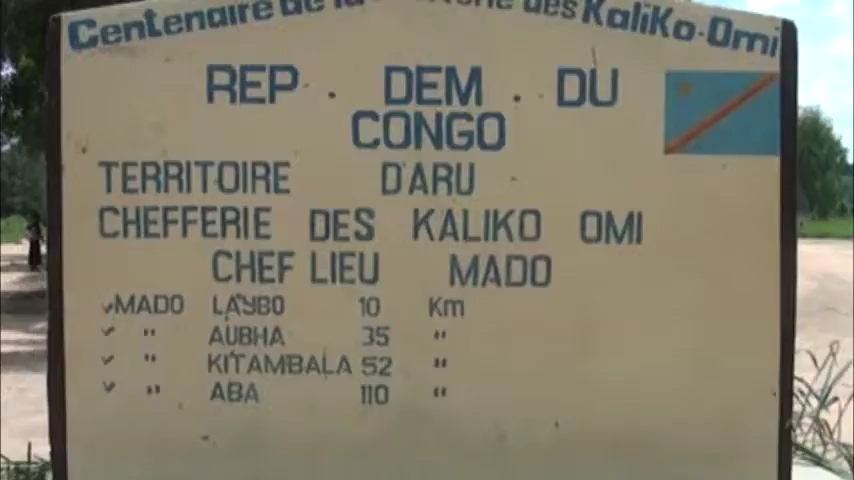 Centenaire de la des Kaliko-Omi
REP. DEM. DU
CONGO
TERRITOIRE D'ARU
CHEFFERIE DES KALIKO OMI
CHEF LIEU MADO
✓ MADO LAYBO 10 Km
✓ " AUBHA 35 "
✓ " KITAMBALA 52 "
✓ " ABA 110 "